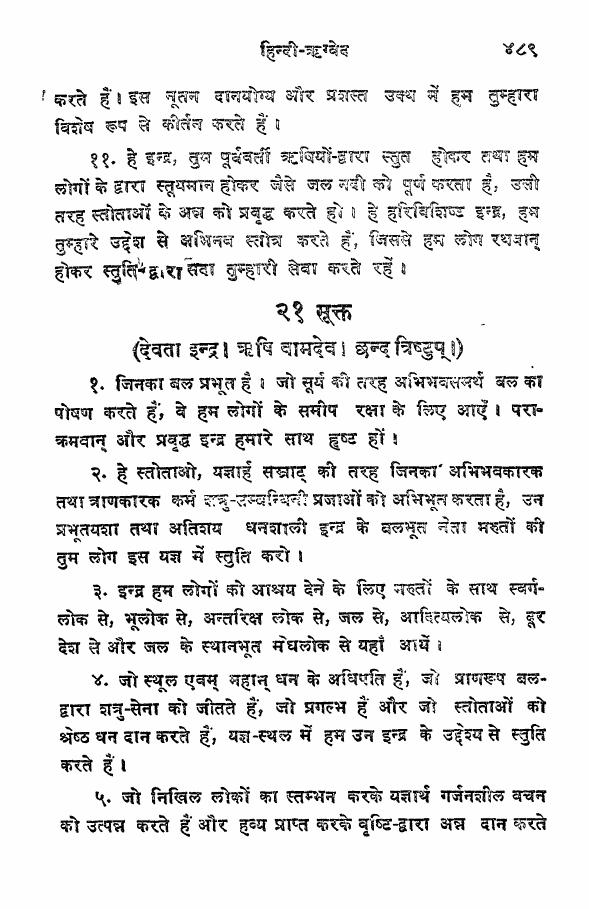 हिन्दी-ऋग्वेद ४८९
करते हैं। इस नूतन दानयोग्य और प्रशस्त उक्थ में हम तुम्हारा
विशेष रूप से कीर्तन करते हैं।
११. हे इन्द्र, तुम पूर्ववर्ती ऋषियों-द्वारा स्तुत होकर तथा हम
लोगों के द्वारा स्तूयमान होकर जैसे जल नदी को पूर्ण करता है, उसी
तरह स्तोताओं के अन्न को प्रवृद्ध करते हो। हे हरिविशिष्ट इन्द्र, हम
तुम्हारे उद्देश से अभिनव स्तोत्र करते हैं, जिससे हम लोग रथवान्
होकर स्तुति-द्वारा सदा तुम्हारी सेवा करते रहें।
२१ सूक्त
(देवता इन्द्र। ऋषि वामदेव। छन्द त्रिष्टुप्।)
१. जिनका बल प्रभूत है। जो सूर्य की तरह अभिभवसमर्थ बल का
पोषण करते हैं, वे हम लोगों के समीप रक्षा के लिए आएँ। परा-
क्रमवान् और प्रवृद्ध इन्द्र हमारे साथ हृष्ट हों।
२. हे स्तोताओ, यज्ञार्ह सम्राट् की तरह जिनका अभिभवकारक
तथा त्राणकारक कर्म शत्रु-सम्बन्धिनी प्रजाओं को अभिभूत करता है, उन
प्रभूतयशा तथा अतिशय धनशाली इन्द्र के बलभूत नेता मरुतों की
तुम लोग इस यज्ञ में स्तुति करो।
३. इन्द्र हम लोगों को आश्रय देने के लिए मरुतों के साथ स्वर्ग-
लोक से, भूलोक से, अन्तरिक्ष लोक से, जल से, आदित्यलोक से, दूर
देश से और जल के स्थानभूत मेघलोक से यहाँ आयें।
४. जो स्थूल एवम् महान् धन के अधिपति हैं, जो प्राणरूप बल-
द्वारा शत्रु-सेना को जीतते हैं, जो प्रगल्भ हैं और जो स्तोताओं को
श्रेष्ठ धन दान करते हैं, यज्ञ-स्थल में हम उन इन्द्र के उद्देश्य से स्तुति
करते हैं।
५. जो निखिल लोकों का स्तम्भन करके यज्ञार्थ गर्जनशील वचन
को उत्पन्न करते हैं और हव्य प्राप्त करके वृष्टि-द्वारा अन्न दान करते